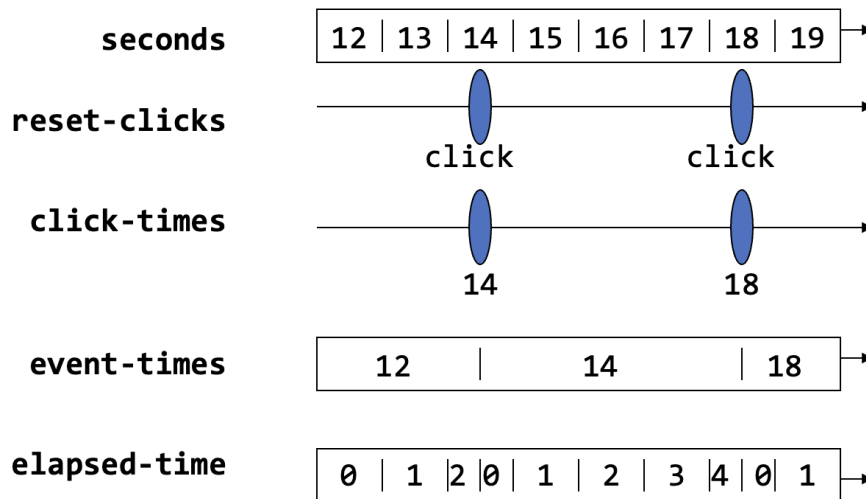 seconds 12 13 14 15 16 17 18 19
reset-clicks
click click
click-times
14 18
event-times 12 14 18
elapsed-time 0 1 2 0 1 2 3 4 0 1